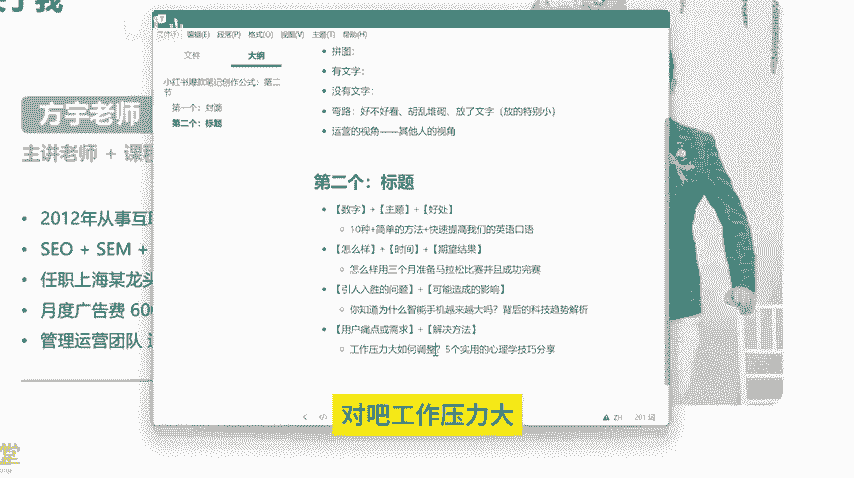 方宇老师
主讲老师 + 课程
2012年从事互联
SEO + SEM +
任职上海某龙头
月度广告费 600
管理运营团队
编辑(E) 段落(P) 格式(O) 视图(V) 主题(T) 帮助(H)
文件 大纲
小红书爆款笔记创作公式：第二
节
第一个：封面
第二个：标题
拼图：
有文字：
没有文字：
弯路：好不好看、胡乱堆砌、放了文字（放的特别小）
运营的视角——其他人的视角
第二个：标题
【数字】+【主题】+【好处】
10种+简单的方法+快速提高我们的英语口语
【怎么样】+【时间】+【期望结果】
怎么样用三个月准备马拉松比赛并且成功完赛
【引人入胜的问题】+【可能造成的影响】
你知道为什么智能手机越来越大吗？背后的科技趋势解析
【用户痛点或需求】+【解决方法】
工作压力大如何调整？5个实用的心理学技巧分享
ZH 201 词
对吧工作压力大
堂